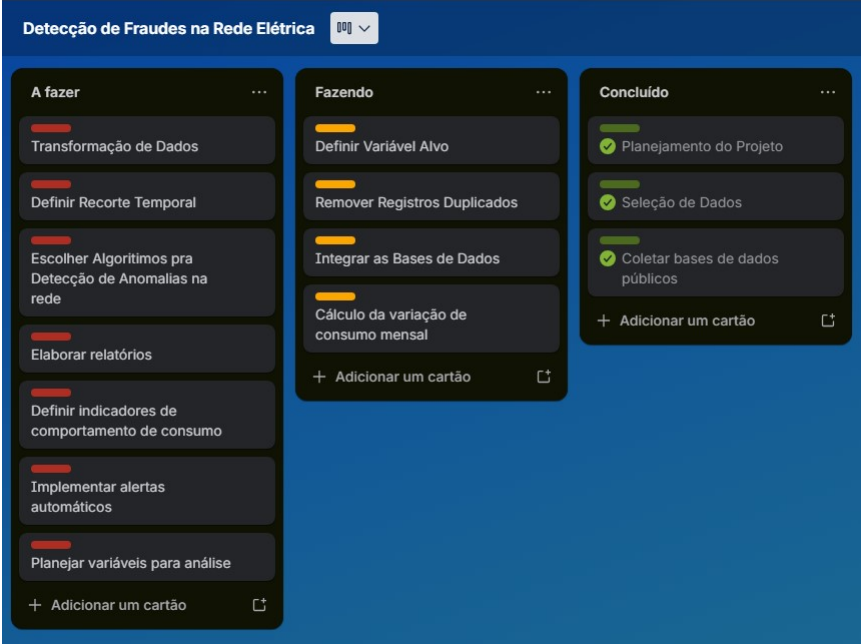 Detecção de Fraudes na Rede Elétrica
A fazer
Transformação de Dados
Definir Recorte Temporal
Escolher Algoritimos pra
Detecção de Anomalias na
rede
Elaborar relatórios
Definir indicadores de
comportamento de consumo
Implementar alertas
automáticos
Planejar variáveis para análise
Adicionar um cartão
Fazendo
Definir Variável Alvo
Remover Registros Duplicados
Integrar as Bases de Dados
Cálculo da variação de
consumo mensal
Adicionar um cartão
Concluído
Planejamento do Projeto
Seleção de Dados
Coletar bases de dados
públicos
Adicionar um cartão